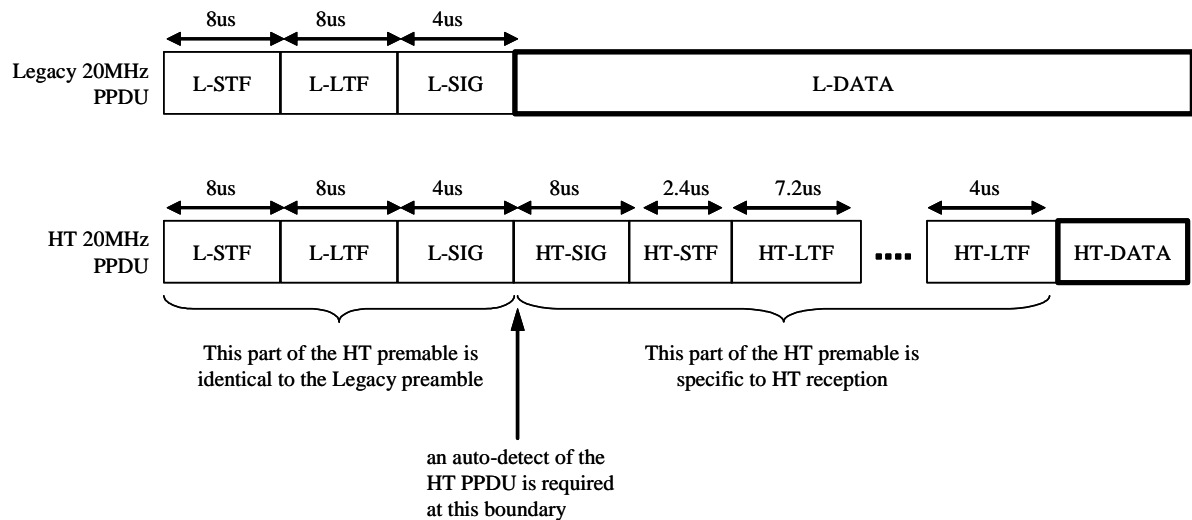 8us 8us 4us
Legacy 20MHz
PPDU
L-STF L-LTF L-SIG L-DATA
8us 8us 4us 8us 2.4us 7.2us 4us
HT 20MHz
PPDU
L-STF L-LTF L-SIG HT-SIG HT-STF HT-LTF .... HT-LTF HT-DATA
This part of the HT premable is
identical to the Legacy preamble
This part of the HT premable is
specific to HT reception
an auto-detect of the
HT PPDU is required
at this boundary